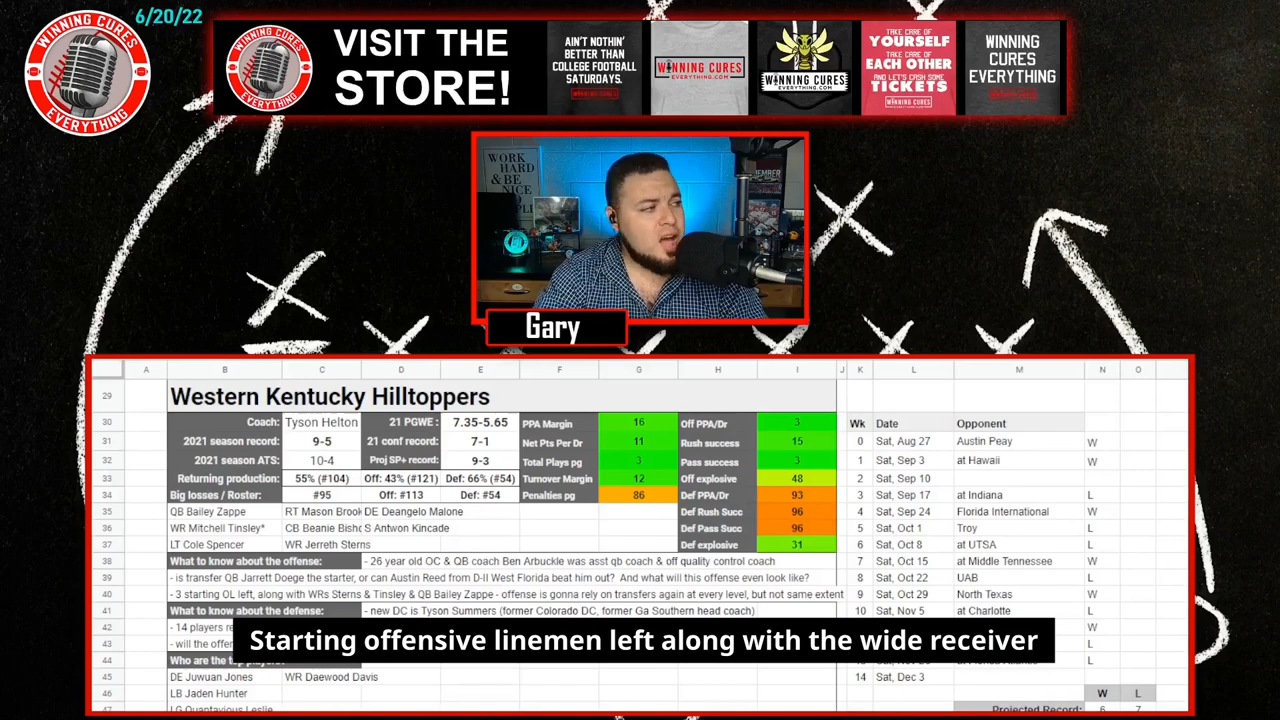 6/20/22
WINNING CURES
EVERYTHING
WINNING CURES
EVERYTHING
VISIT THE
STORE!
AIN'T NOTHIN'
BETTER THAN
COLLEGE FOOTBALL
SATURDAYS.
WINNING CURES
EVERYTHING.COM
WINNING CURES
EVERYTHING.COM
TAKE CARE OF
YOURSELF
TAKE CARE OF
EACH OTHER
AND LET'S CASH SOME
TICKETS
WINNING CURES
WINNING
CURES
EVERYTHING
WORK
HARD
& BE
NICE
Gary
A B C D E F G H I J K L M N O
29 Western Kentucky Hilltoppers
30 Coach: Tyson Helton 21 PGWE : 7.35-5.65 PPA Margin 16 Off PPA/Dr 3 Wk Date Opponent
31 2021 season record: 9-5 21 conf record: 7-1 Net Pts Per Dr 11 Rush success 15 0 Sat, Aug 27 Austin Peay W
32 2021 season ATS: 10-4 Proj SP+ record: 9-3 Total Plays pg 3 Pass success 3 1 Sat, Sep 3 at Hawaii W
33 Returning production: 55% (#104) Off: 43% (#121) Def: 66% (#54) Turnover Margin 12 Off explosive 48 2 Sat, Sep 10
34 Big losses / Roster: #95 Off: #113 Def: #54 Penalties pg 86 Def PPA/Dr 93 3 Sat, Sep 17 at Indiana L
35 QB Bailey Zappe RT Mason Brook DE Deangelo Malone Def Rush Succ 96 4 Sat, Sep 24 Florida International W
36 WR Mitchell Tinsley* CB Beanie Bisho S Antwon Kincade Def Pass Succ 96 5 Sat, Oct 1 Troy L
37 LT Cole Spencer WR Jerreth Sterns Def explosive 31 6 Sat, Oct 8 at UTSA L
38 What to know about the offense: - 26 year old OC & QB coach Ben Arbuckle was asst qb coach & off quality control coach 7 Sat, Oct 15 at Middle Tennessee W
39 - is transfer QB Jarrett Doege the starter, or can Austin Reed from D-II West Florida beat him out? And what will this offense even look like? 8 Sat, Oct 22 UAB L
40 - 3 starting OL left, along with WRs Sterns & Tinsley & QB Bailey Zappe - offense is gonna rely on transfers again at every level, but not same extent 9 Sat, Oct 29 North Texas W
41 What to know about the defense: - new DC is Tyson Summers (former Colorado DC, former Ga Southern head coach) 10 Sat, Nov 5 at Charlotte L
42 - 14 players re W
43 - will the offen L
Starting offensive linemen left along with the wide receiver
44 Who are the top L
45 DE Juwuan Jones WR Daewood Davis 14 Sat, Dec 3
46 LB Jaden Hunter W L
47 LG Quantavious Leslie Projected Record: 6 7